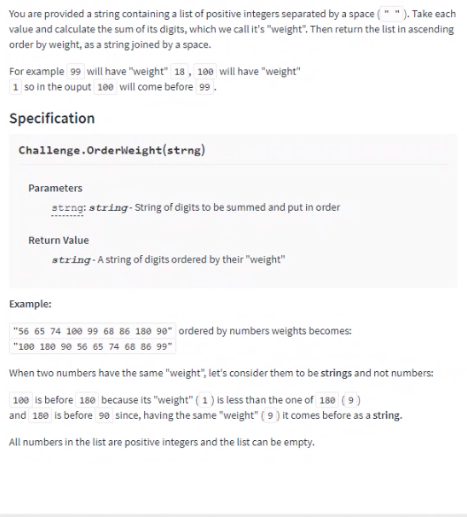 You are provided a string containing a list of positive integers separated by a space ( " " ). Take each
value and calculate the sum of its digits, which we call it's "weight". Then return the list in ascending
order by weight, as a string joined by a space.
For example 99 will have "weight" 18 , 100 will have "weight"
1 so in the ouput 100 will come before 99 .
Specification
Challenge.OrderWeight(strng)
Parameters
strng: string- String of digits to be summed and put in order
Return Value
string - A string of digits ordered by their "weight"
Example:
"56 65 74 100 99 68 86 180 90" ordered by numbers weights becomes:
"100 180 90 56 65 74 68 86 99"
When two numbers have the same "weight", let's consider them to be strings and not numbers:
100 is before 180 because its "weight" ( 1 ) is less than the one of 180 ( 9 )
and 180 is before 90 since, having the same "weight" ( 9 ) it comes before as a string.
All numbers in the list are positive integers and the list can be empty.